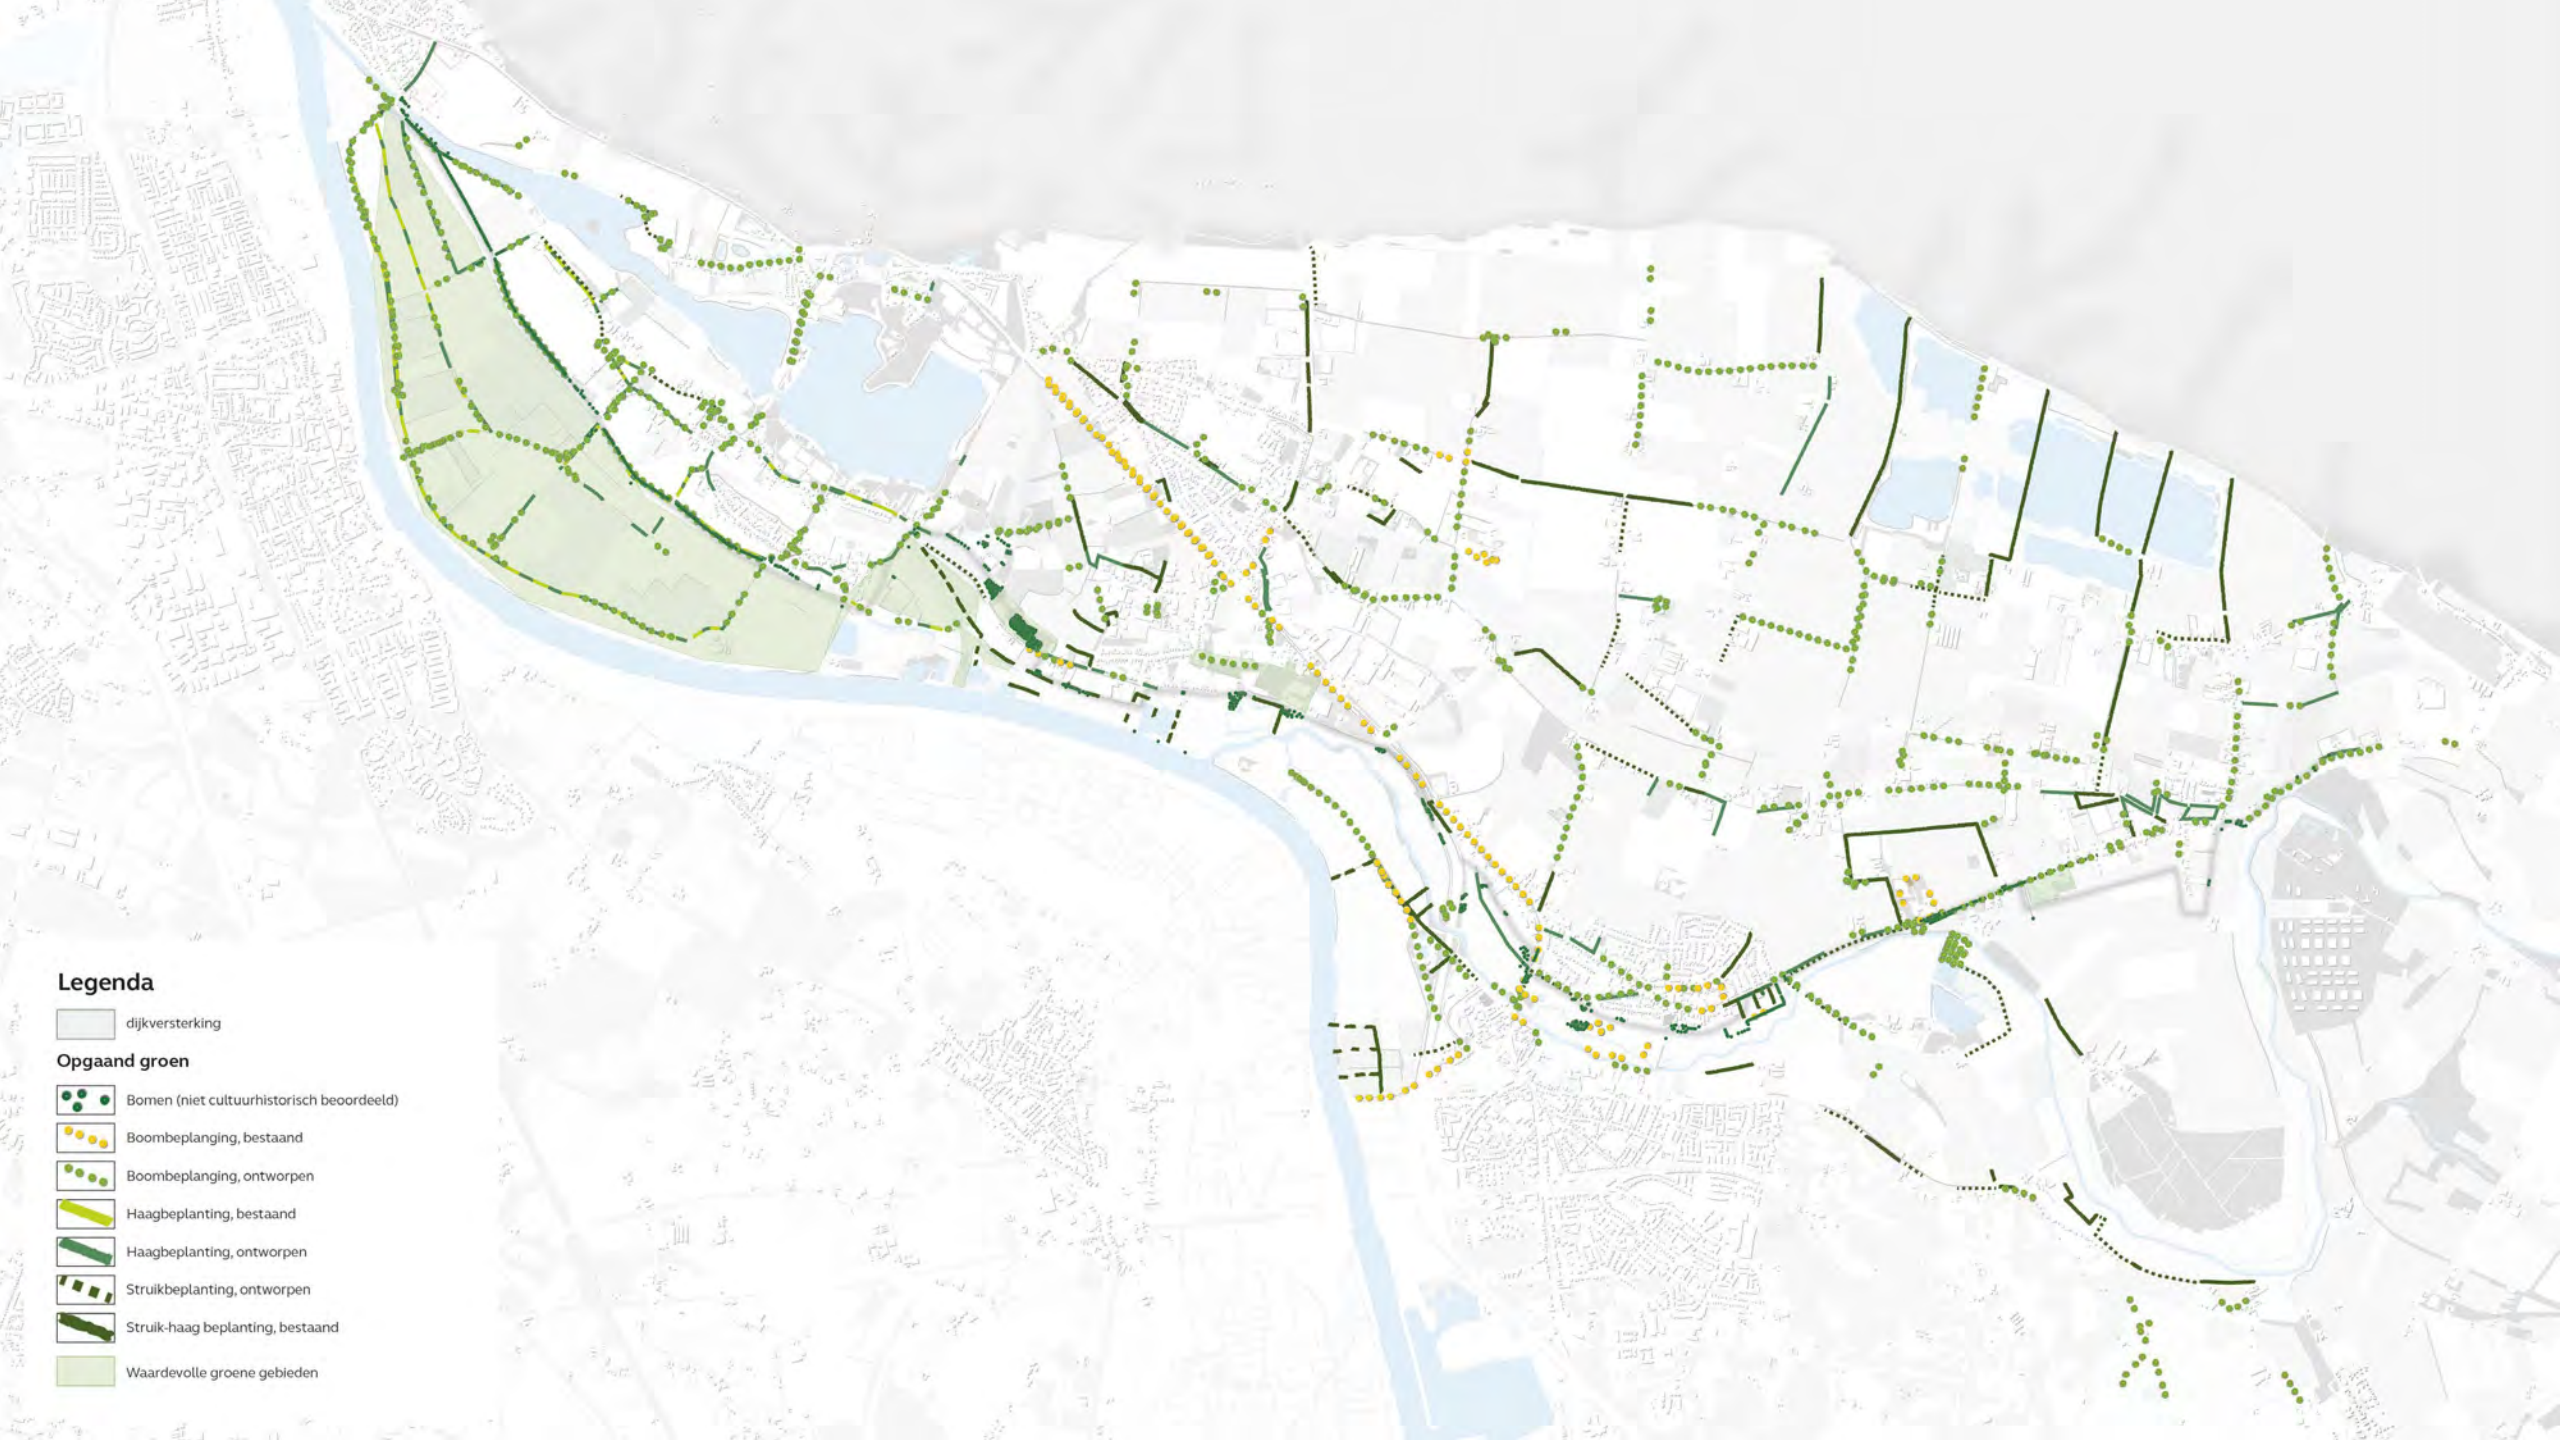 Legenda
dijkversterking
Opgaand groen
Bomen (niet cultuurhistorisch beoordeeld)
Boombeplanging, bestaand
Boombeplanging, ontworpen
Haagbeplanting, bestaand
Haagbeplanting, ontworpen
Struikbeplanting, ontworpen
Struik-haag beplanting, bestaand
Waardevolle groene gebieden